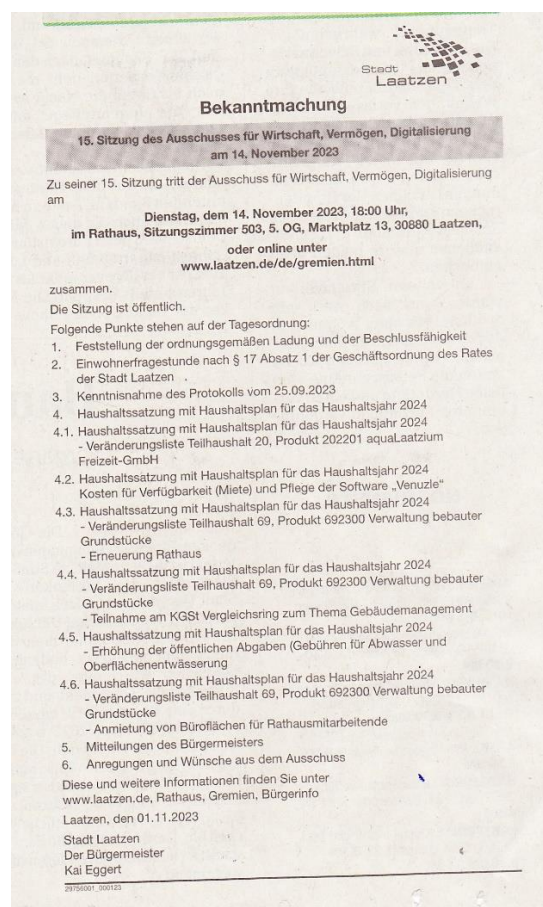 Stadt
Laatzen
Bekanntmachung
15. Sitzung des Ausschusses für Wirtschaft, Vermögen, Digitalisierung
am 14. November 2023
Zu seiner 15. Sitzung tritt der Ausschuss für Wirtschaft, Vermögen, Digitalisierung
am
Dienstag, dem 14. November 2023, 18:00 Uhr,
im Rathaus, Sitzungszimmer 503, 5. OG, Marktplatz 13, 30880 Laatzen,
oder online unter
www.laatzen.de/de/gremien.html
zusammen.
Die Sitzung ist öffentlich.
Folgende Punkte stehen auf der Tagesordnung:
1. Feststellung der ordnungsgemäßen Ladung und der Beschlussfähigkeit
2. Einwohnerfragestunde nach § 17 Absatz 1 der Geschäftsordnung des Rates
der Stadt Laatzen .
3. Kenntnisnahme des Protokolls vom 25.09.2023
4. Haushaltssatzung mit Haushaltsplan für das Haushaltsjahr 2024
4.1. Haushaltssatzung mit Haushaltsplan für das Haushaltsjahr 2024
- Veränderungsliste Teilhaushalt 20, Produkt 202201 aquaLaatzium
Freizeit-GmbH
4.2. Haushaltssatzung mit Haushaltsplan für das Haushaltsjahr 2024
Kosten für Verfügbarkeit (Miete) und Pflege der Software „Venuzle“
4.3. Haushaltssatzung mit Haushaltsplan für das Haushaltsjahr 2024
- Veränderungsliste Teilhaushalt 69, Produkt 692300 Verwaltung bebauter
Grundstücke
- Erneuerung Rathaus
4.4. Haushaltssatzung mit Haushaltsplan für das Haushaltsjahr 2024
- Veränderungsliste Teilhaushalt 69, Produkt 692300 Verwaltung bebauter
Grundstücke
- Teilnahme am KGSt Vergleichsring zum Thema Gebäudemanagement
4.5. Haushaltssatzung mit Haushaltsplan für das Haushaltsjahr 2024
- Erhöhung der öffentlichen Abgaben (Gebühren für Abwasser und
Oberflächenentwässerung
4.6. Haushaltssatzung mit Haushaltsplan für das Haushaltsjahr 2024
- Veränderungsliste Teilhaushalt 69, Produkt 692300 Verwaltung bebauter
Grundstücke
- Anmietung von Büroflächen für Rathausmitarbeitende
5. Mitteilungen des Bürgermeisters
6. Anregungen und Wünsche aus dem Ausschuss
Diese und weitere Informationen finden Sie unter
www.laatzen.de, Rathaus, Gremien, Bürgerinfo
Laatzen, den 01.11.2023
Stadt Laatzen
Der Bürgermeister
Kai Eggert
29756001_000123